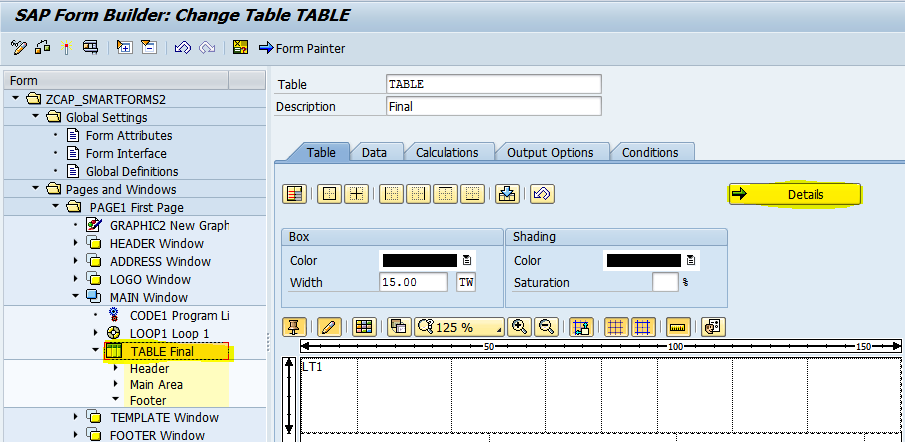 SAP Form Builder: Change Table TABLE
Form Painter
Form
ZCAP_SMARTFORMS2
Global Settings
Form Attributes
Form Interface
Global Definitions
Pages and Windows
PAGE1 First Page
GRAPHIC2 New Graph
HEADER Window
ADDRESS Window
LOGO Window
MAIN Window
CODE1 Program Li
LOOP1 Loop 1
TABLE Final
Header
Main Area
Footer
TEMPLATE Window
FOOTER Window
Table TABLE
Description Final
Table Data Calculations Output Options Conditions
Details
Box
Color
Width 15.00 TW
Shading
Color
Saturation %
125 %
50 100 150
LT1